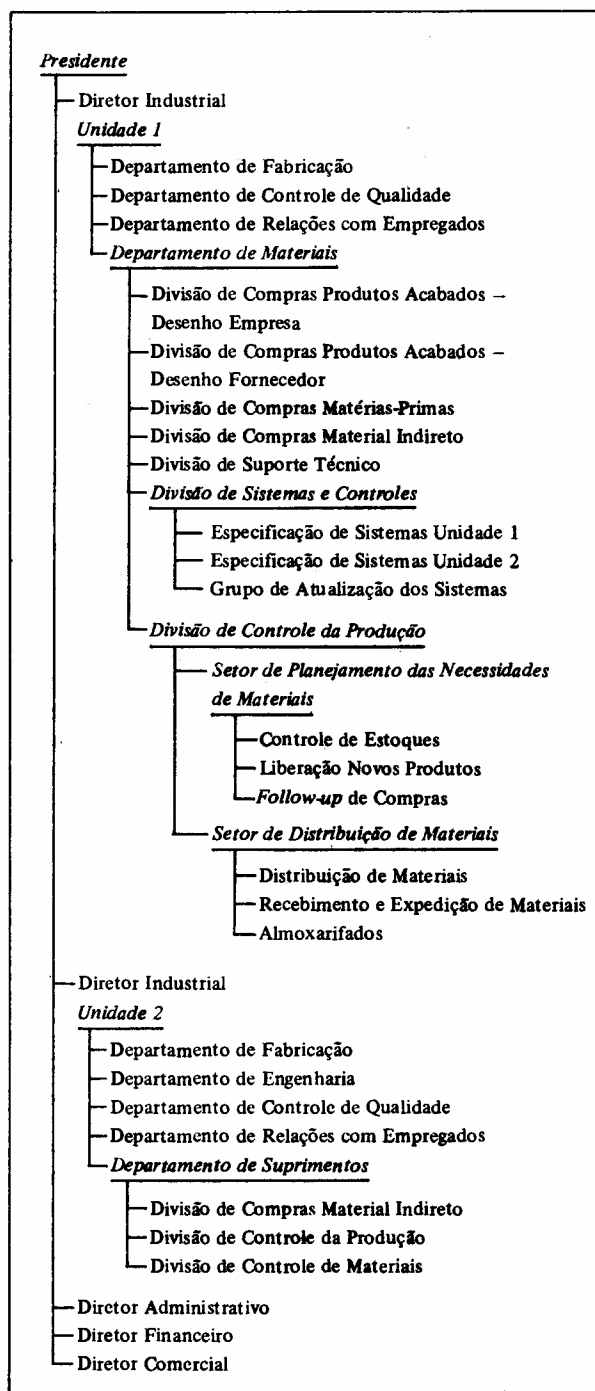 Presidente
Diretor Industrial
Unidade 1
Departamento de Fabricação
Departamento de Controle de Qualidade
Departamento de Relações com Empregados
Departamento de Materiais
Divisão de Compras Produtos Acabados –
Desenho Empresa
Divisão de Compras Produtos Acabados –
Desenho Fornecedor
Divisão de Compras Matérias-Primas
Divisão de Compras Material Indireto
Divisão de Suporte Técnico
Divisão de Sistemas e Controles
Especificação de Sistemas Unidade 1
Especificação de Sistemas Unidade 2
Grupo de Atualização dos Sistemas
Divisão de Controle da Produção
Setor de Planejamento das Necessidades
de Materiais
Controle de Estoques
Liberação Novos Produtos
Follow-up de Compras
Setor de Distribuição de Materiais
Distribuição de Materiais
Recebimento e Expedição de Materiais
Almoxarifados
Diretor Industrial
Unidade 2
Departamento de Fabricação
Departamento de Engenharia
Departamento de Controle de Qualidade
Departamento de Relações com Empregados
Departamento de Suprimentos
Divisão de Compras Material Indireto
Divisão de Controle da Produção
Divisão de Controle de Materiais
Diretor Administrativo
Diretor Financeiro
Diretor Comercial